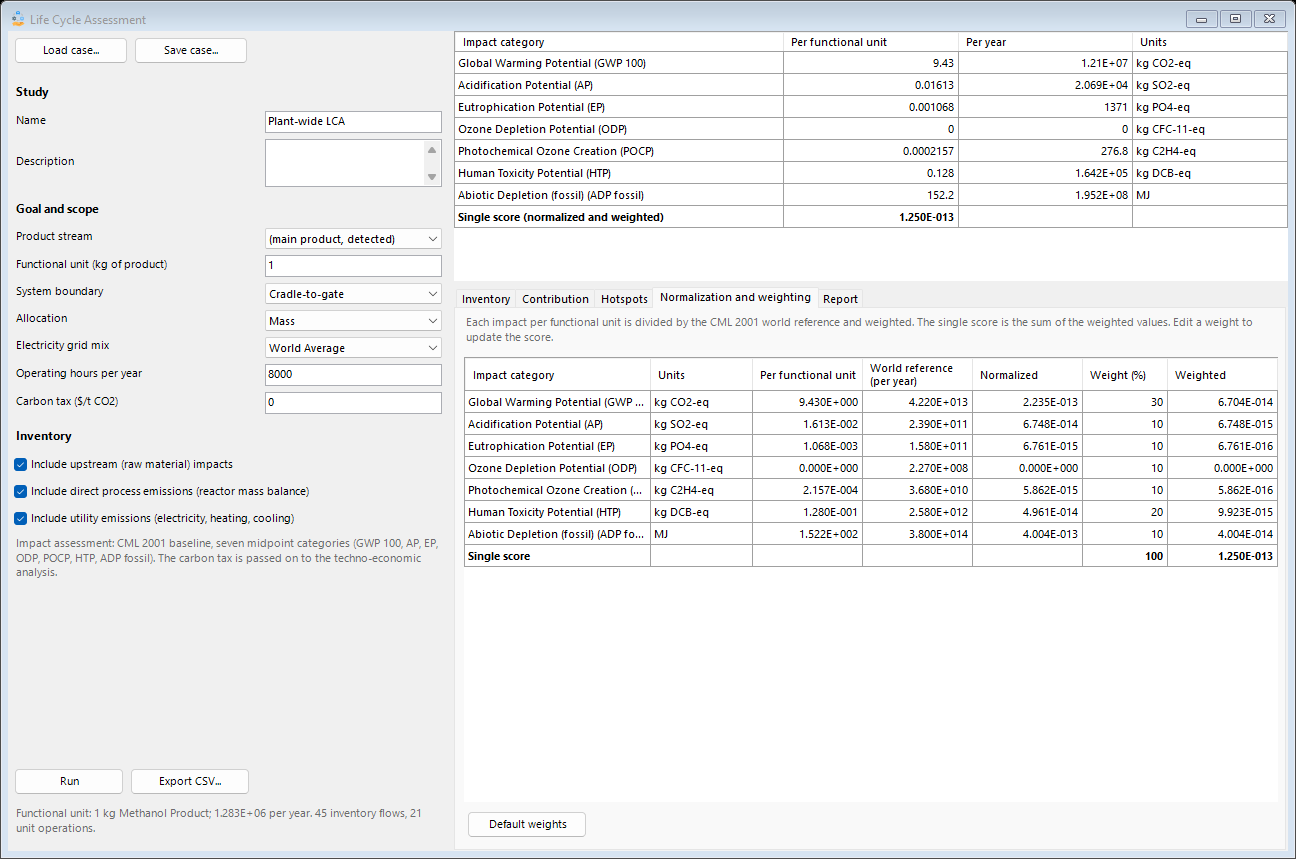 Life Cycle Assessment
Load case...
Save case...
Study
Name
Plant-wide LCA
Description
Goal and scope
Product stream
(main product, detected)
Functional unit (kg of product)
1
System boundary
Cradle-to-gate
Allocation
Mass
Electricity grid mix
World Average
Operating hours per year
8000
Carbon tax ($/t CO2)
0
Inventory
Include upstream (raw material) impacts
Include direct process emissions (reactor mass balance)
Include utility emissions (electricity, heating, cooling)
Impact assessment: CML 2001 baseline, seven midpoint categories (GWP 100, AP, EP,
ODP, POCP, HTP, ADP fossil). The carbon tax is passed on to the techno-economic
analysis.
Run
Export CSV...
Functional unit: 1 kg Methanol Product; 1.283E+06 per year. 45 inventory flows, 21
unit operations.
Impact category Per functional unit Per year Units
Global Warming Potential (GWP 100) 9.43 1.21E+07 kg CO2-eq
Acidification Potential (AP) 0.01613 2.069E+04 kg SO2-eq
Eutrophication Potential (EP) 0.001068 1371 kg PO4-eq
Ozone Depletion Potential (ODP) 0 0 kg CFC-11-eq
Photochemical Ozone Creation (POCP) 0.0002157 276.8 kg C2H4-eq
Human Toxicity Potential (HTP) 0.128 1.642E+05 kg DCB-eq
Abiotic Depletion (fossil) (ADP fossil) 152.2 1.952E+08 MJ
Single score (normalized and weighted) 1.250E-013
Inventory Contribution Hotspots Normalization and weighting Report
Each impact per functional unit is divided by the CML 2001 world reference and weighted. The single score is the sum of the weighted values. Edit a weight to
update the score.
Impact category Units Per functional unit World reference (per year) Normalized Weight (%) Weighted
Global Warming Potential (GWP ... kg CO2-eq 9.430E+000 4.220E+013 2.235E-013 30 6.704E-014
Acidification Potential (AP) kg SO2-eq 1.613E-002 2.390E+011 6.748E-014 10 6.748E-015
Eutrophication Potential (EP) kg PO4-eq 1.068E-003 1.580E+011 6.761E-015 10 6.761E-016
Ozone Depletion Potential (ODP) kg CFC-11-eq 0.000E+000 2.270E+008 0.000E+000 10 0.000E+000
Photochemical Ozone Creation (... kg C2H4-eq 2.157E-004 3.680E+010 5.862E-015 10 5.862E-016
Human Toxicity Potential (HTP) kg DCB-eq 1.280E-001 2.580E+012 4.961E-014 20 9.923E-015
Abiotic Depletion (fossil) (ADP fo... MJ 1.522E+002 3.800E+014 4.004E-013 10 4.004E-014
Single score 100 1.250E-013
Default weights